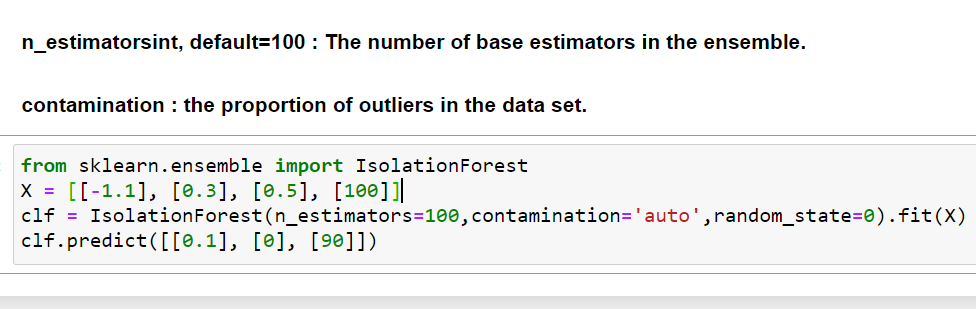 n_estimatorsint, default=100 : The number of base estimators in the ensemble.
contamination : the proportion of outliers in the data set.
from sklearn.ensemble import IsolationForest
X = [[-1.1], [0.3], [0.5], [100]]
clf = IsolationForest(n_estimators=100,contamination='auto',random_state=0).fit(X)
clf.predict([[0.1], [0], [90]])